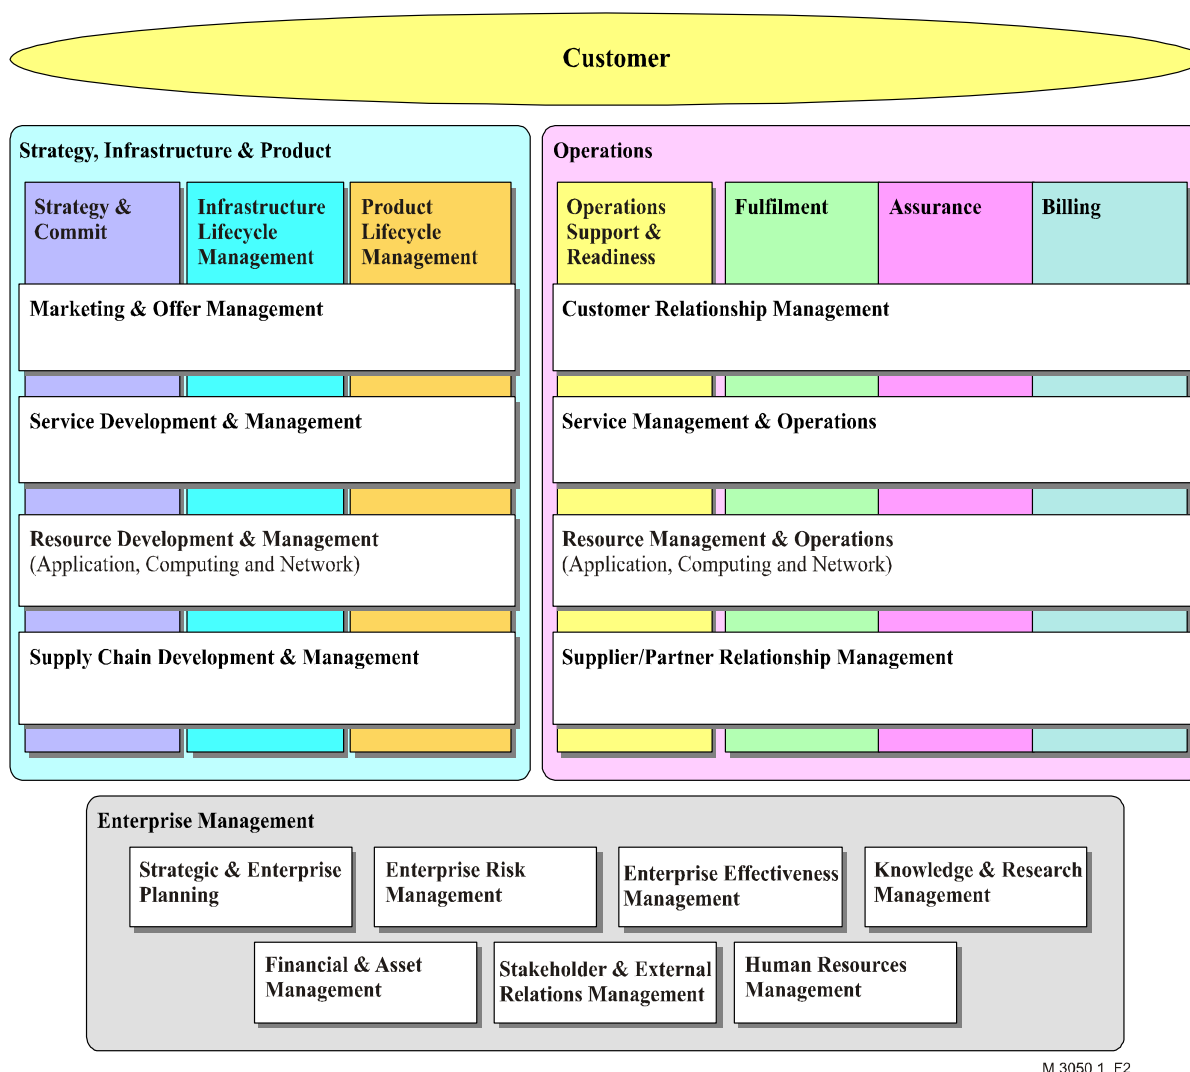 Customer
Strategy, Infrastructure & Product
Strategy &
Commit
Infrastructure
Lifecycle
Management
Product
Lifecycle
Management
Marketing & Offer Management
Service Development & Management
Resource Development & Management
(Application, Computing and Network)
Supply Chain Development & Management
Operations
Operations
Support &
Readiness
Fulfilment
Assurance
Billing
Customer Relationship Management
Service Management & Operations
Resource Management & Operations
(Application, Computing and Network)
Supplier/Partner Relationship Management
Enterprise Management
Strategic & Enterprise
Planning
Enterprise Risk
Management
Enterprise Effectiveness
Management
Knowledge & Research
Management
Financial & Asset
Management
Stakeholder & External
Relations Management
Human Resources
Management
M.3050.1_F2